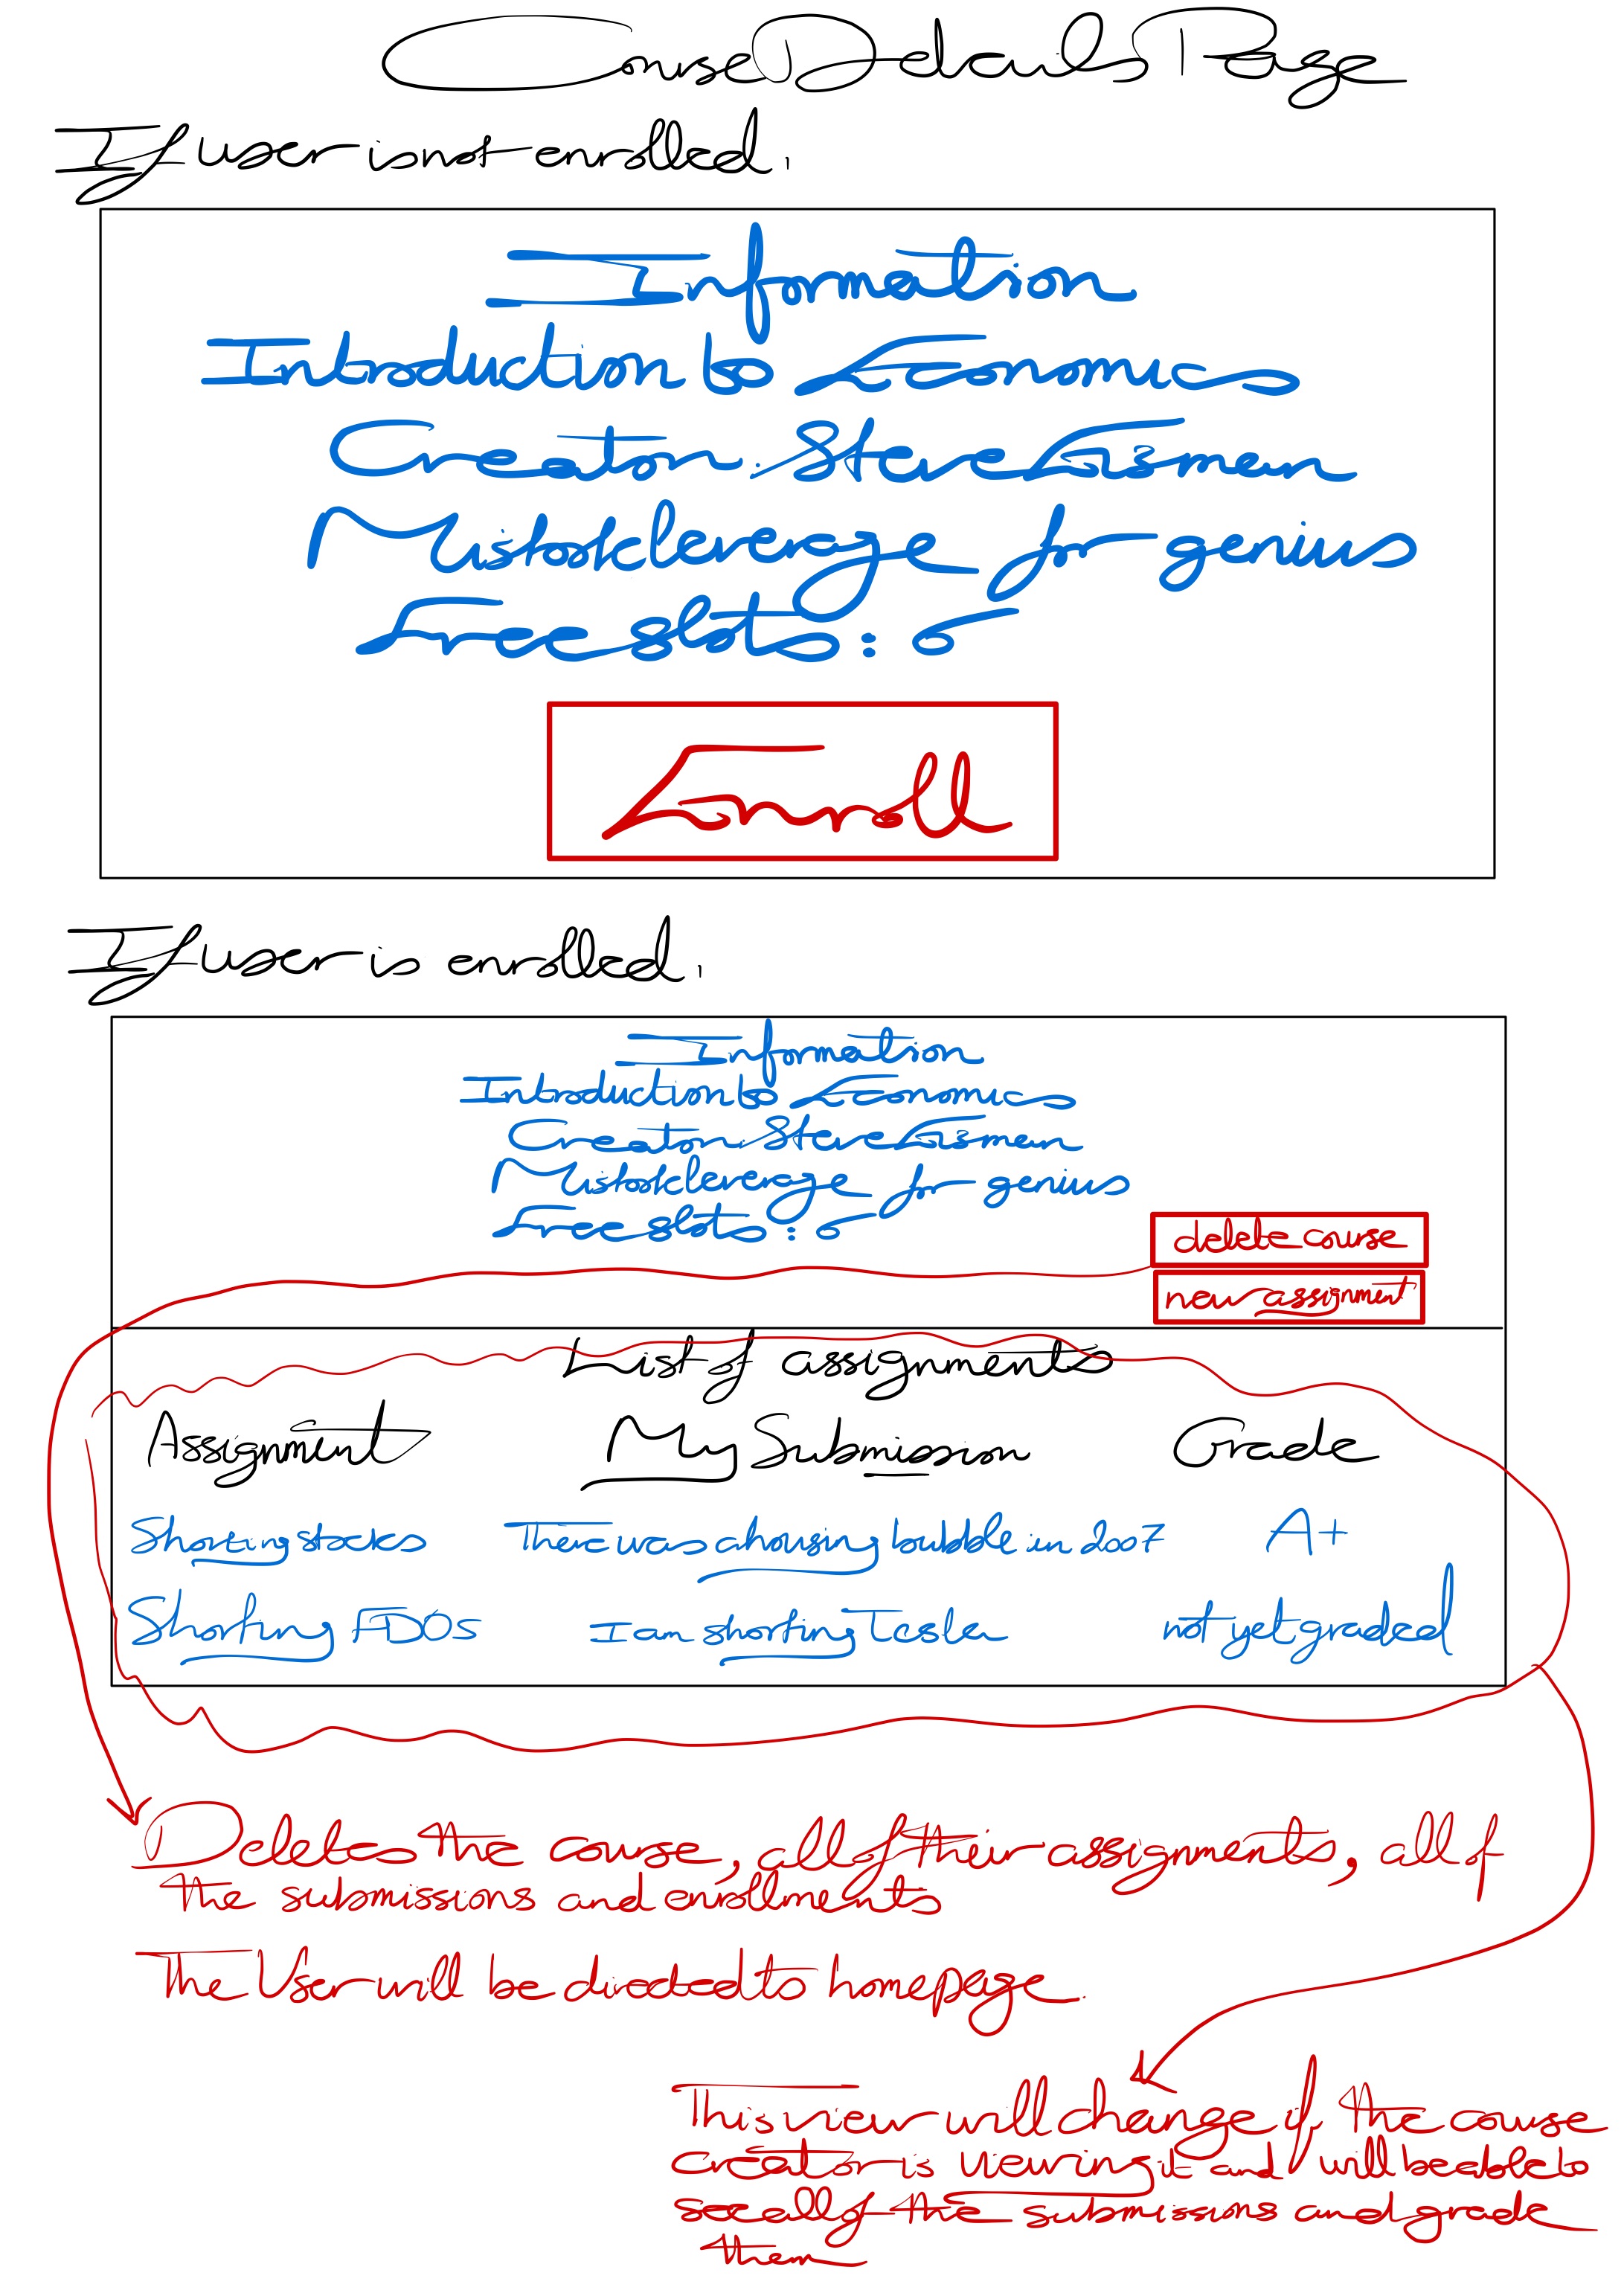 Course Details Page
If user is not enrolled:
Information
Introduction to Economics
Creator: Steve Eisman
Mistook leverage for genius
Free slots: 5
Enroll
If user is enrolled:
Information
Introduction to Economics
Creator: Steve Eisman
Mistook leverage for genius
Free slots:
delete course
new assignment
List of assignments
Assignment My Submission Grade
Shorting stocks There was a housing bubble in 2007 A+
Shorting I am shorting Tesla not yet graded
Deletes the course, all of their assignments, all of
the submissions and enrollments
The User will be directed to homepage.
This view will change if the course
creator is viewing it and will be able to
see all of the submissions and grade
them